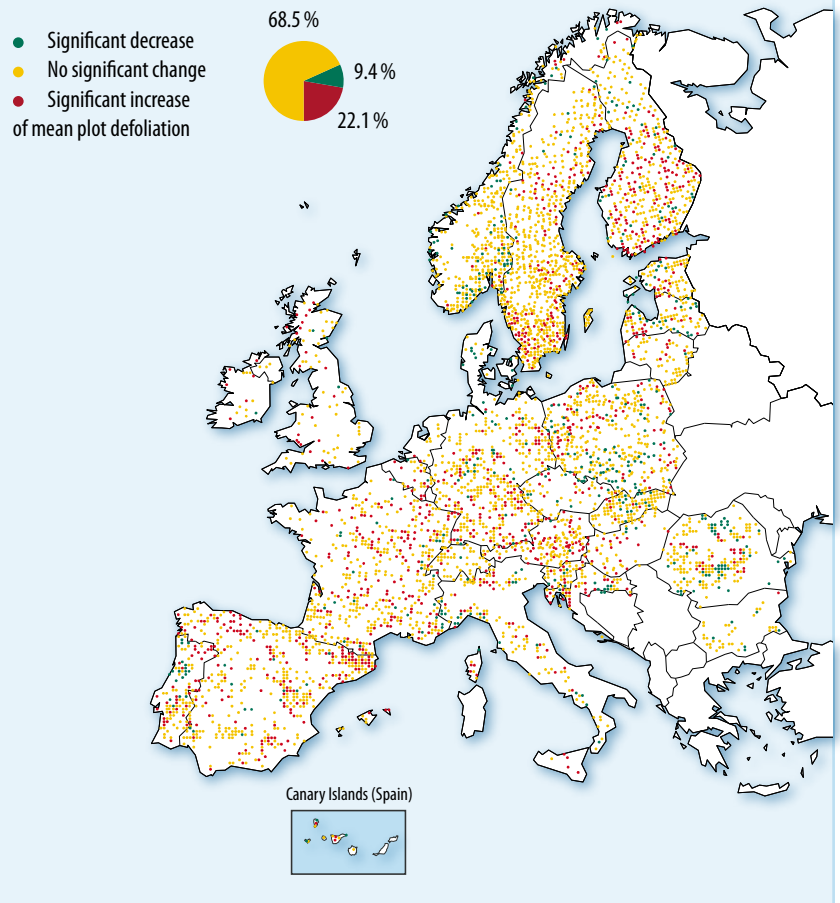 68.5 %
Significant decrease
No significant change
9.4 %
Significant increase
22.1 %
of mean plot defoliation
Canary Islands (Spain)